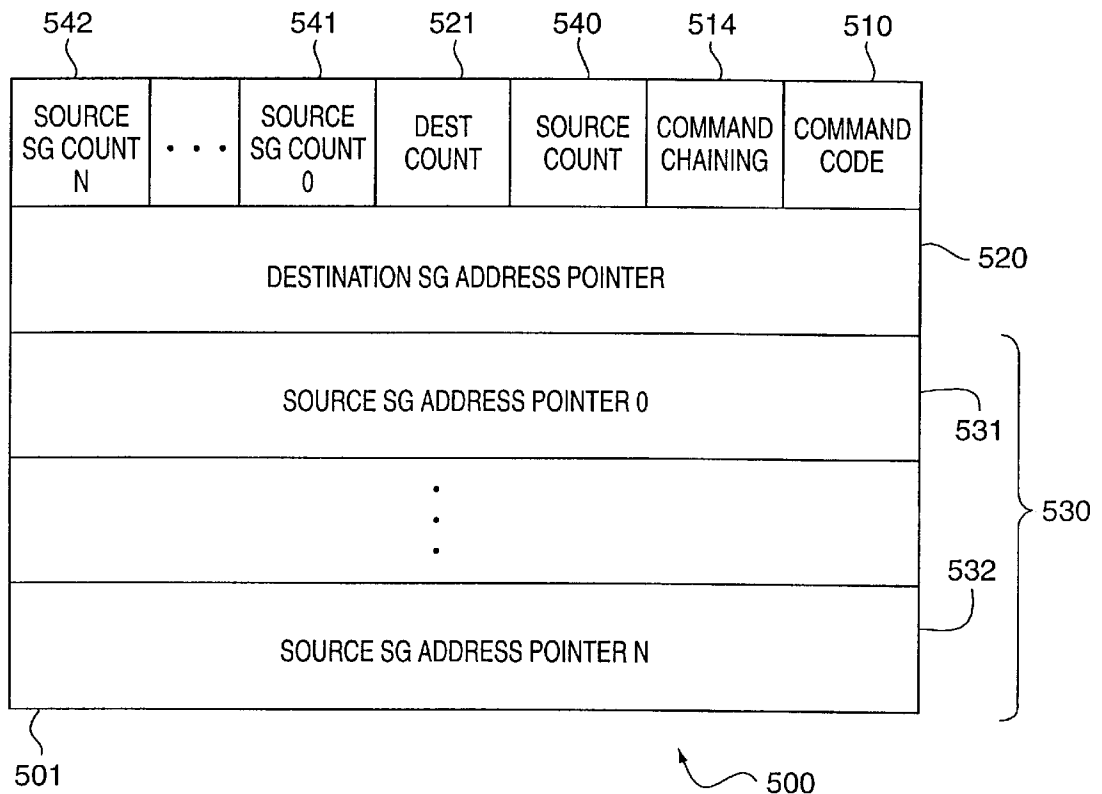 542 541 521 540 514 510
SOURCE SG COUNT N
. . .
SOURCE SG COUNT 0
DEST COUNT
SOURCE COUNT
COMMAND CHAINING
COMMAND CODE
DESTINATION SG ADDRESS POINTER
520
SOURCE SG ADDRESS POINTER 0
531
530
532
SOURCE SG ADDRESS POINTER N
501
500